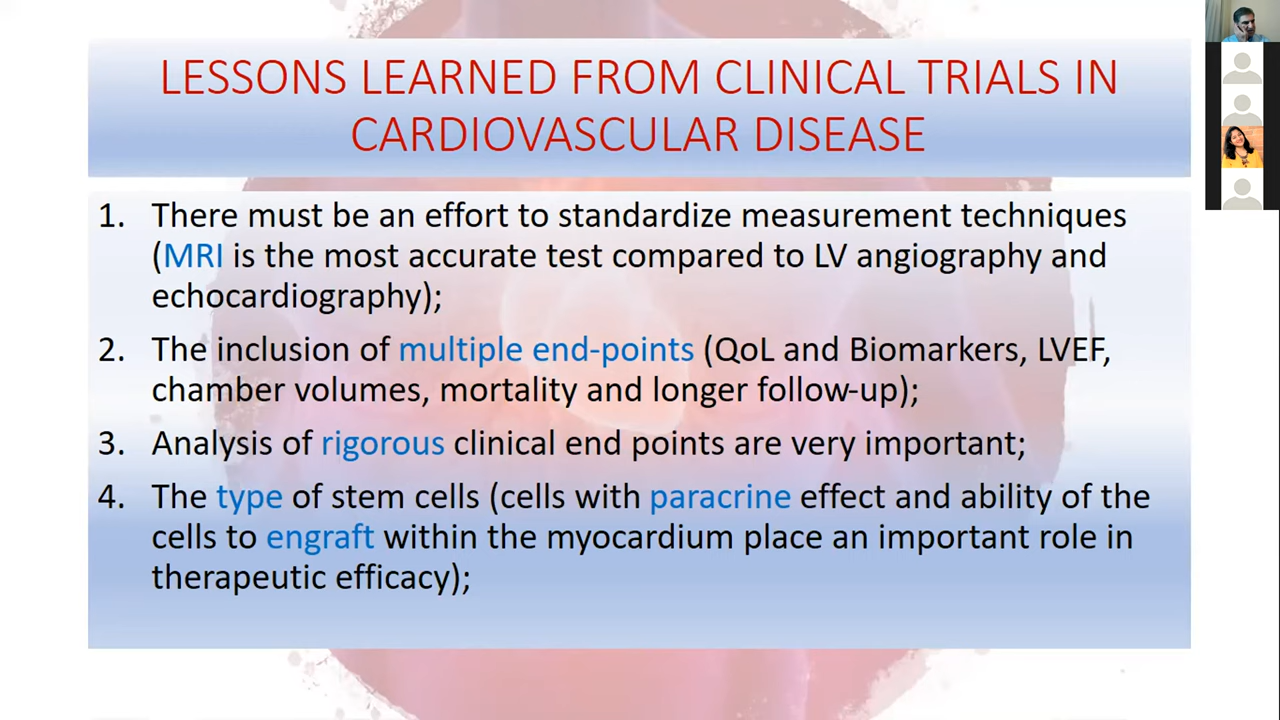 LESSONS LEARNED FROM CLINICAL TRIALS IN
CARDIOVASCULAR DISEASE
1. There must be an effort to standardize measurement techniques
(MRI is the most accurate test compared to LV angiography and
echocardiography);
2. The inclusion of multiple end-points (QoL and Biomarkers, LVEF,
chamber volumes, mortality and longer follow-up);
3. Analysis of rigorous clinical end points are very important;
4. The type of stem cells (cells with paracrine effect and ability of the
cells to engraft within the myocardium place an important role in
therapeutic efficacy);